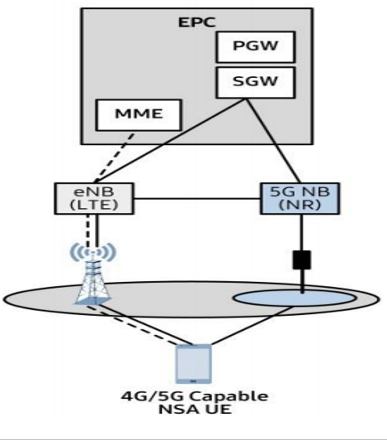 EPC
PGW
SGW
MME
eNB
(LTE)
5G NB
(NR)
4G/5G Capable
NSA UE